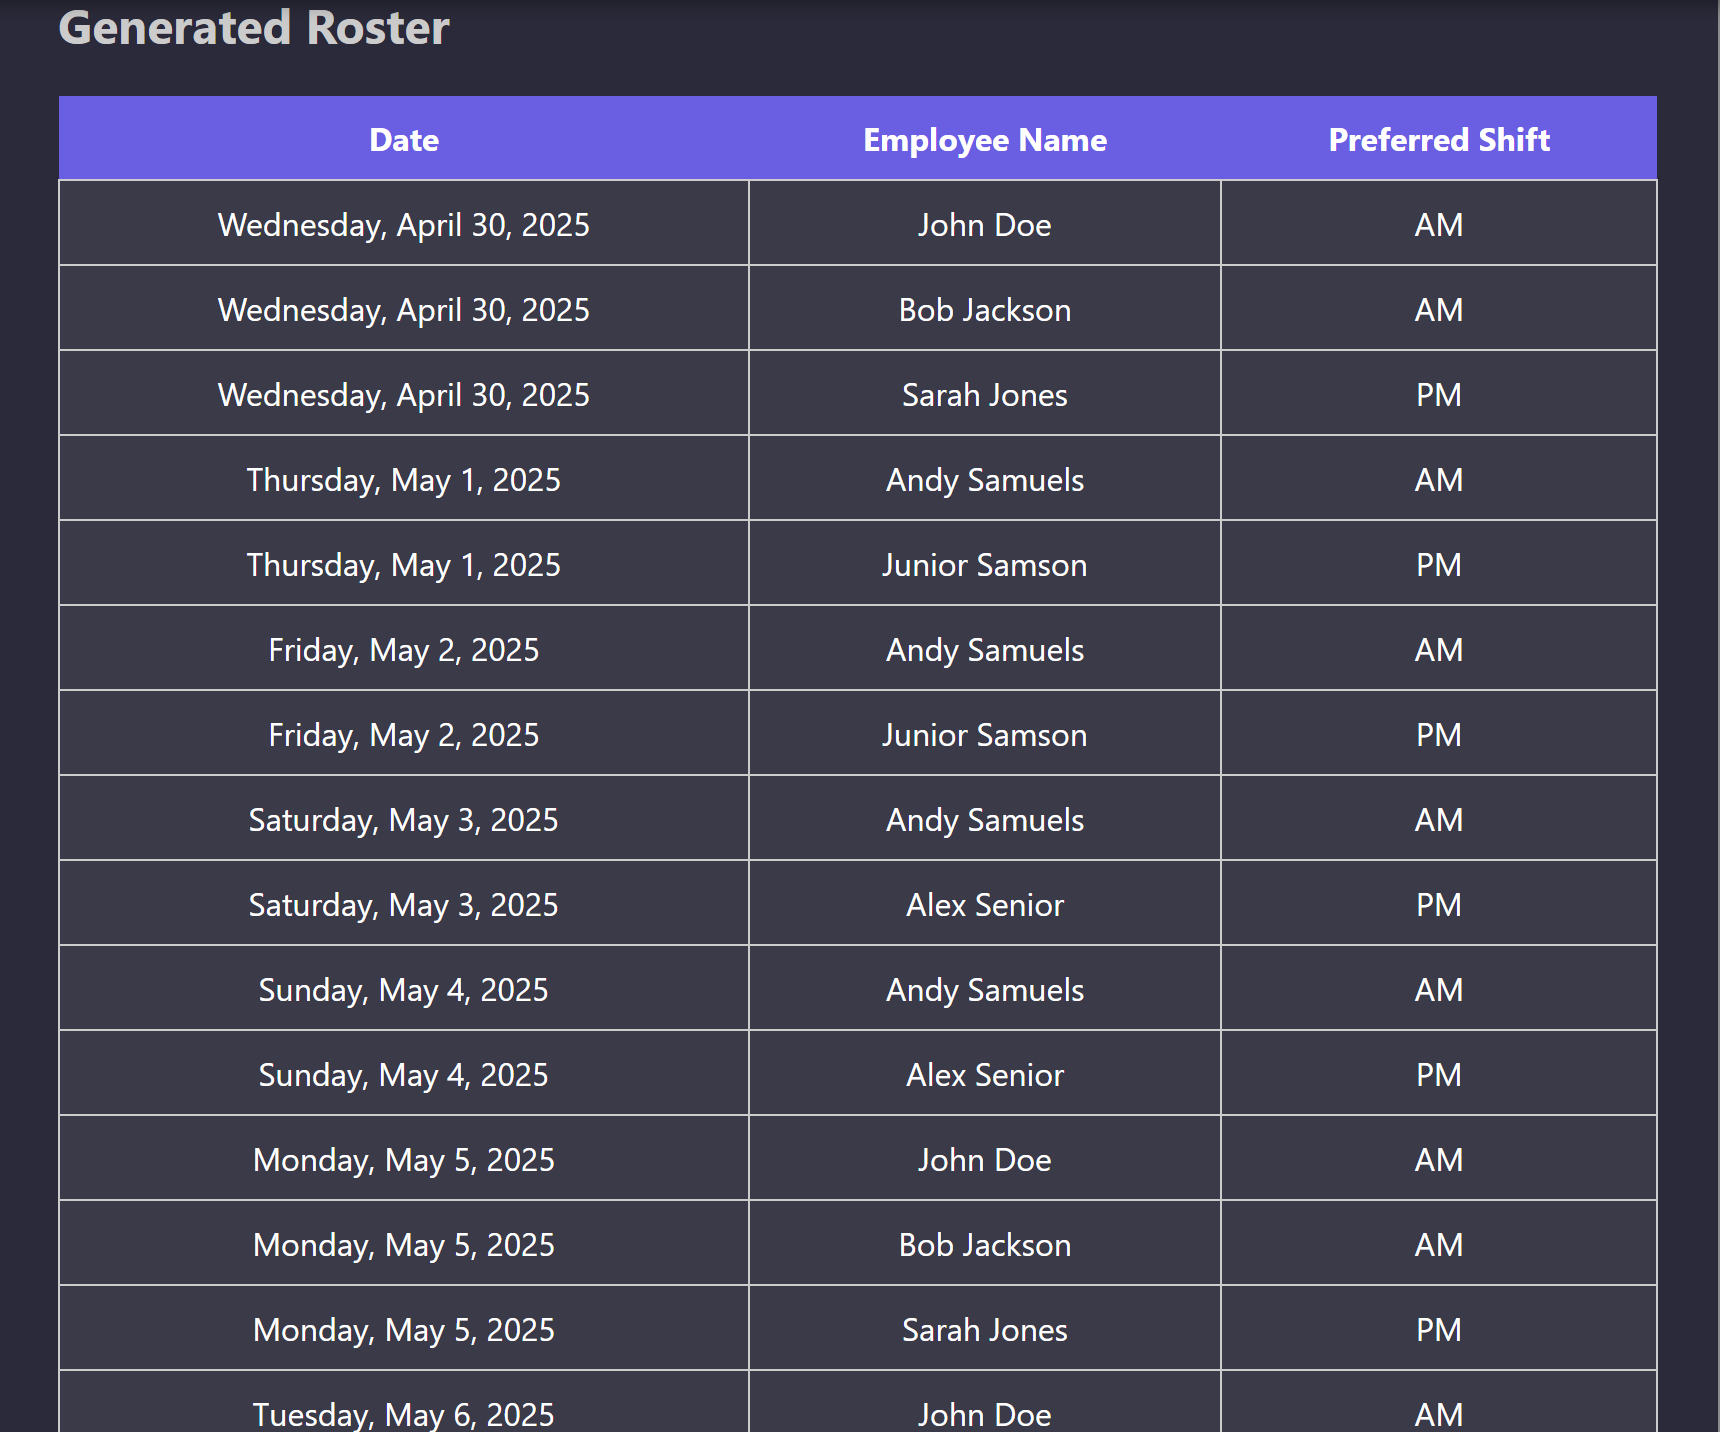 Generated Roster
Date Employee Name Preferred Shift
Wednesday, April 30, 2025 John Doe AM
Wednesday, April 30, 2025 Bob Jackson AM
Wednesday, April 30, 2025 Sarah Jones PM
Thursday, May 1, 2025 Andy Samuels AM
Thursday, May 1, 2025 Junior Samson PM
Friday, May 2, 2025 Andy Samuels AM
Friday, May 2, 2025 Junior Samson PM
Saturday, May 3, 2025 Andy Samuels AM
Saturday, May 3, 2025 Alex Senior PM
Sunday, May 4, 2025 Andy Samuels AM
Sunday, May 4, 2025 Alex Senior PM
Monday, May 5, 2025 John Doe AM
Monday, May 5, 2025 Bob Jackson AM
Monday, May 5, 2025 Sarah Jones PM
Tuesday, May 6, 2025 John Doe AM